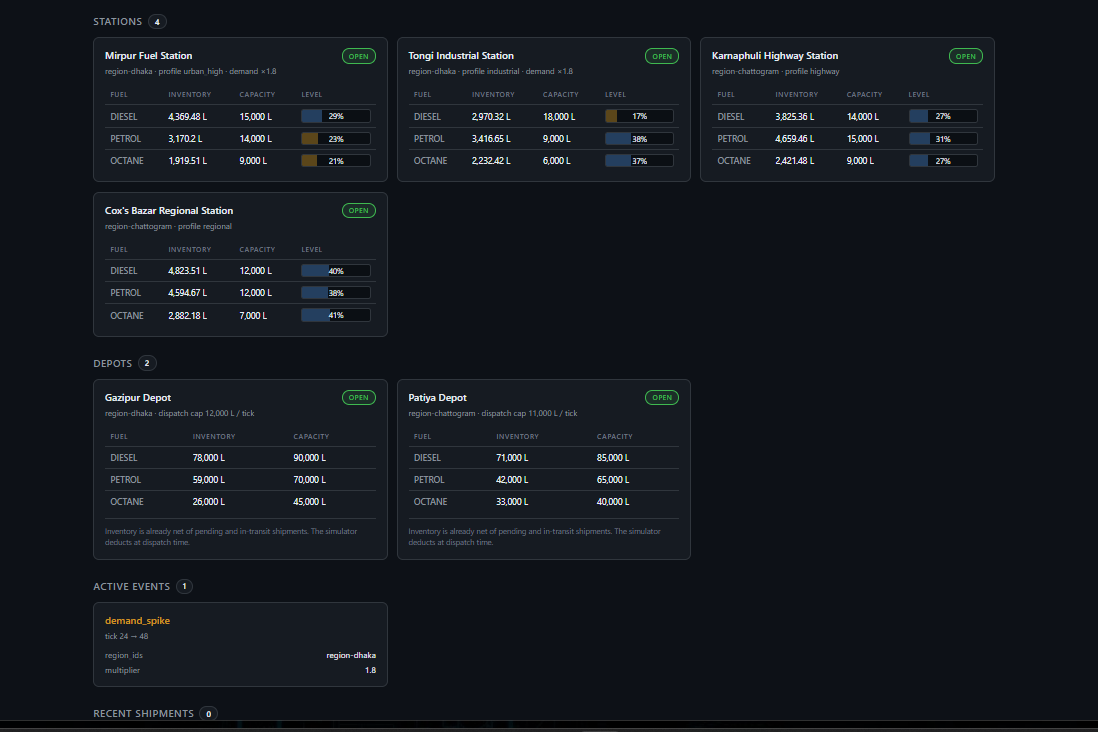 STATIONS 4
Mirpur Fuel Station OPEN
region-dhaka · profile urban_high · demand ×1.8
FUEL INVENTORY CAPACITY LEVEL
DIESEL 4,369.48 L 15,000 L 29%
PETROL 3,170.2 L 14,000 L 23%
OCTANE 1,919.51 L 9,000 L 21%
Tongi Industrial Station OPEN
region-dhaka · profile industrial · demand ×1.8
FUEL INVENTORY CAPACITY LEVEL
DIESEL 2,970.32 L 18,000 L 17%
PETROL 3,416.65 L 9,000 L 38%
OCTANE 2,232.42 L 6,000 L 37%
Karnaphuli Highway Station OPEN
region-chattogram · profile highway
FUEL INVENTORY CAPACITY LEVEL
DIESEL 3,825.36 L 14,000 L 27%
PETROL 4,659.46 L 15,000 L 31%
OCTANE 2,421.48 L 9,000 L 27%
Cox's Bazar Regional Station OPEN
region-chattogram · profile regional
FUEL INVENTORY CAPACITY LEVEL
DIESEL 4,823.51 L 12,000 L 40%
PETROL 4,594.67 L 12,000 L 38%
OCTANE 2,882.18 L 7,000 L 41%
DEPOTS 2
Gazipur Depot OPEN
region-dhaka · dispatch cap 12,000 L / tick
FUEL INVENTORY CAPACITY
DIESEL 78,000 L 90,000 L
PETROL 59,000 L 70,000 L
OCTANE 26,000 L 45,000 L
Inventory is already net of pending and in-transit shipments. The simulator
deducts at dispatch time.
Patiya Depot OPEN
region-chattogram · dispatch cap 11,000 L / tick
FUEL INVENTORY CAPACITY
DIESEL 71,000 L 85,000 L
PETROL 42,000 L 65,000 L
OCTANE 33,000 L 40,000 L
Inventory is already net of pending and in-transit shipments. The simulator
deducts at dispatch time.
ACTIVE EVENTS 1
demand_spike
tick 24 → 48
region_ids region-dhaka
multiplier 1.8
RECENT SHIPMENTS 0